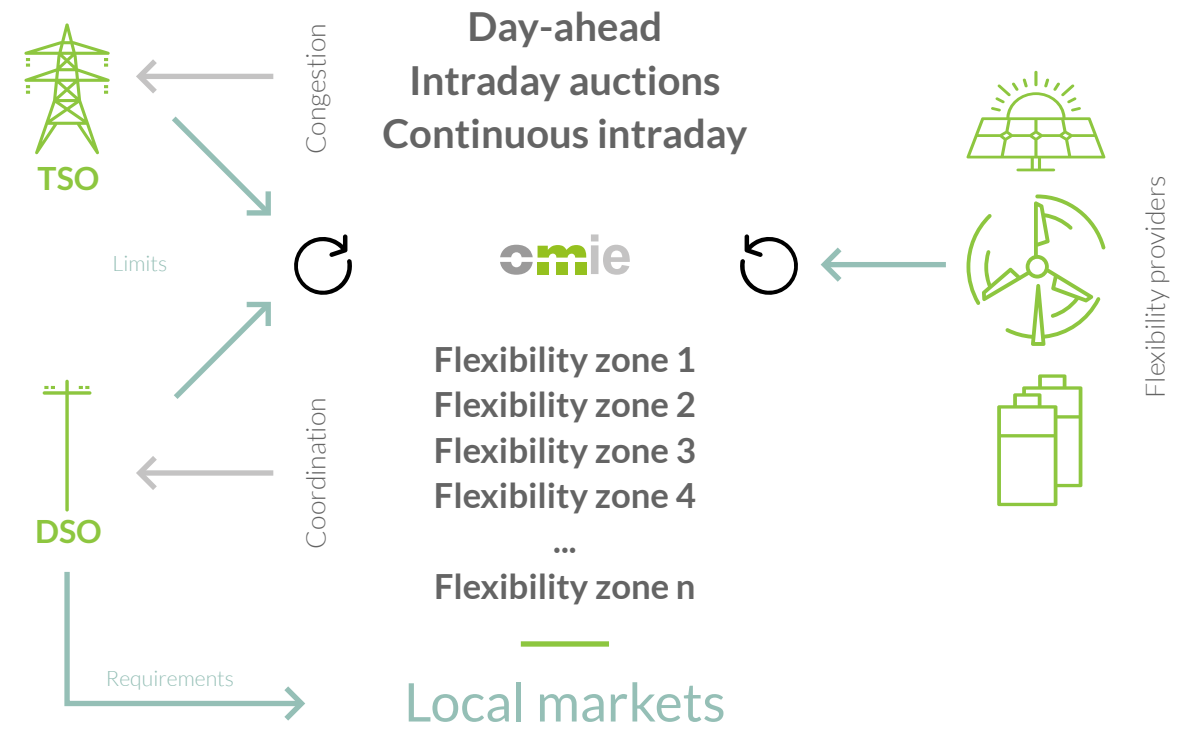 Day-ahead
Intraday auctions
Continuous intraday
Congestion
TSO
Limits
omie
Flexibility providers
Flexibility zone 1
Flexibility zone 2
Flexibility zone 3
Flexibility zone 4
...
Flexibility zone n
Coordination
DSO
Requirements
Local markets